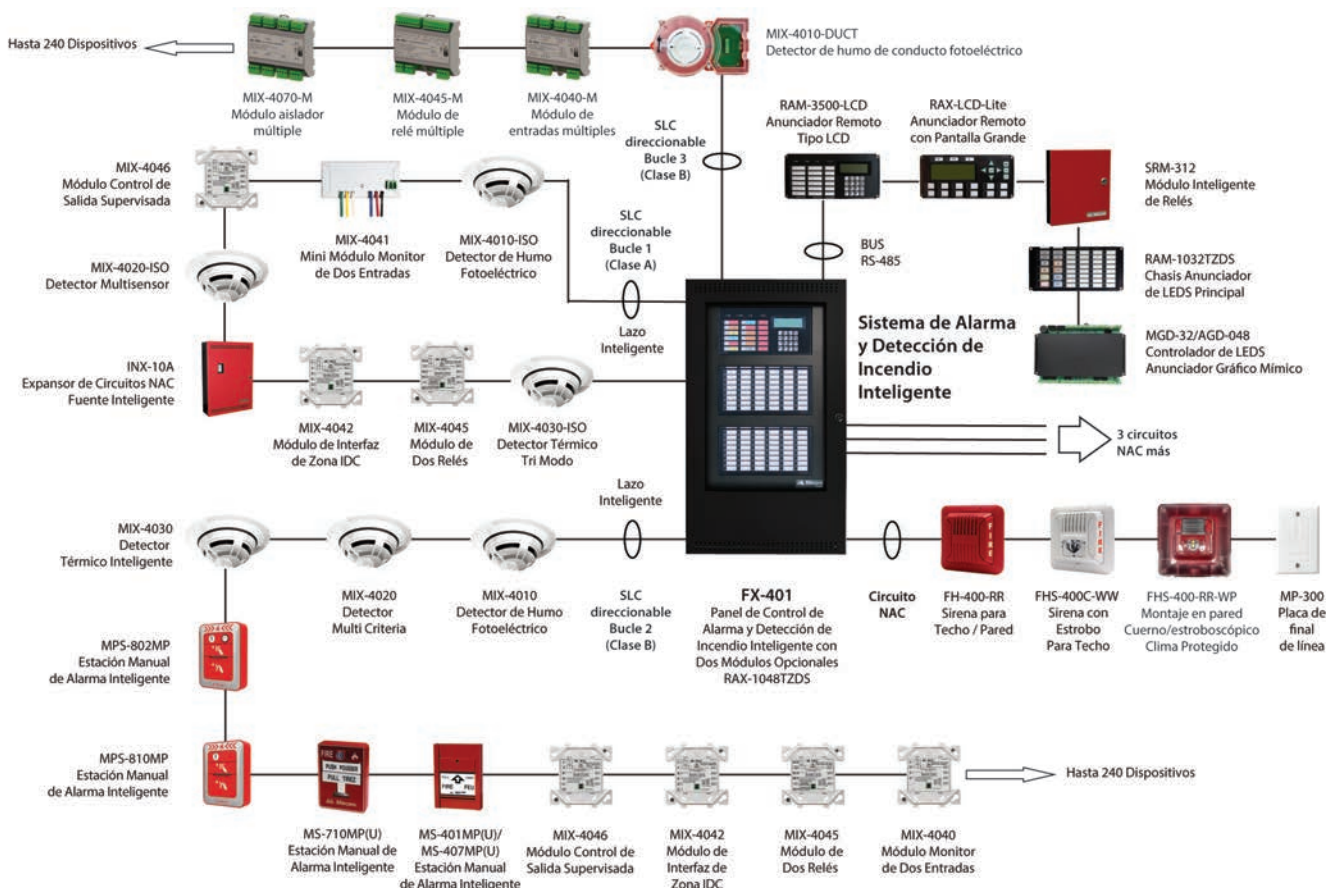 Hasta 240 Dispositivos
MIX-4070-M
Módulo aislador
múltiple
MIX-4045-M
Módulo de
relé múltiple
MIX-4040-M
Módulo de
entradas múltiples
MIX-4010-DUCT
Detector de humo de conducto fotoeléctrico
SLC
direccionable
Bucle 3
(Clase B)
RAM-3500-LCD
Anunciador Remoto
Tipo LCD
RAX-LCD-Lite
Anunciador Remoto
con Pantalla Grande
SRM-312
Módulo Inteligente
de Relés
MIX-4046
Módulo Control de
Salida Supervisada
MIX-4041
Mini Módulo Monitor
de Dos Entradas
MIX-4010-ISO
Detector de Humo
Fotoeléctrico
SLC
direccionable
Bucle 1
(Clase A)
BUS
RS-485
RAM-1032TZDS
Chasis Anunciador
de LEDS Principal
MIX-4020-ISO
Detector Multisensor
Lazo
Inteligente
Sistema de Alarma
y Detección de
Incendio
Inteligente
MGD-32/AGD-048
Controlador de LEDS
Anunciador Gráfico Mímico
INX-10A
Expansor de Circuitos NAC
Fuente Inteligente
MIX-4042
Módulo de Interfaz
de Zona IDC
MIX-4045
Módulo de
Dos Relés
MIX-4030-ISO
Detector Térmico
Tri Modo
3 circuitos
NAC más
Mircom
Lazo
Inteligente
MIX-4030
Detector
Térmico Inteligente
MIX-4020
Detector
Multi Criteria
MIX-4010
Detector de Humo
Fotoeléctrico
SLC
direccionable
Bucle 2
(Clase B)
FX-401
Panel de Control de
Alarma y Detección de
Incendio Inteligente con
Dos Módulos Opcionales
RAX-1048TZDS
Circuito
NAC
FIRE
FH-400-RR
Sirena para
Techo / Pared
FIRE
FHS-400C-WW
Sirena con
Estrobo
Para Techo
FHS-400-RR-WP
Montaje en pared
Cuerno/estroboscópico
Clima Protegido
MP-300
Placa de
final
de línea
MPS-802MP
Estación Manual
de Alarma Inteligente
MPS-810MP
Estación Manual
de Alarma Inteligente
FIRE
PUSH POUSSER
PULL TIREZ
Mircom
MS-710MP(U)
Estación Manual de
Alarma Inteligente
FIRE FEU
MS-401MP(U)/
MS-407MP(U)
Estación Manual
de Alarma Inteligente
MIX-4046
Módulo Control de
Salida Supervisada
MIX-4042
Módulo de
Interfaz de
Zona IDC
MIX-4045
Módulo de
Dos Relés
MIX-4040
Módulo Monitor
de Dos Entradas
Hasta 240 Dispositivos